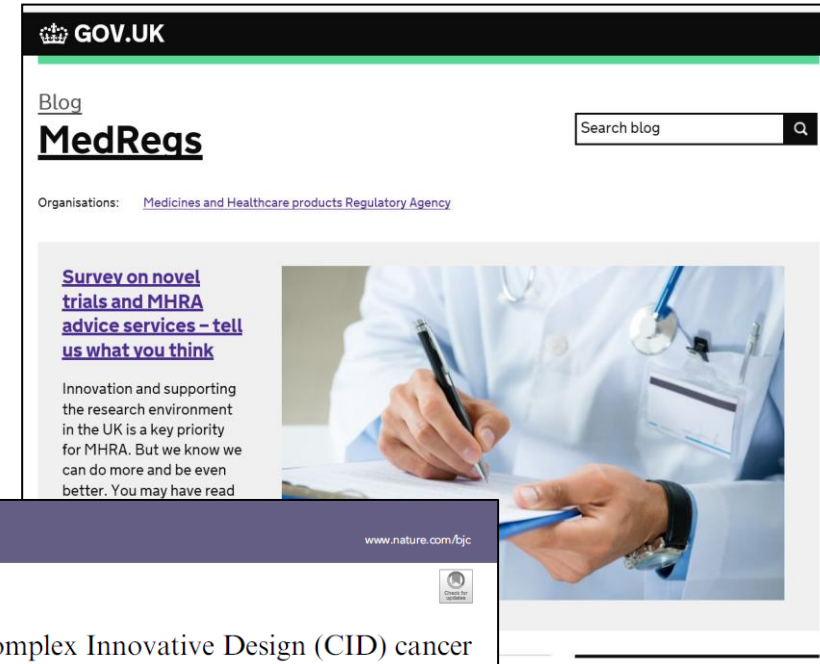 GOV.UK
Blog
MedRegs
Search blog
Organisations: Medicines and Healthcare products Regulatory Agency
Survey on novel
trials and MHRA
advice services – tell
us what you think
Innovation and supporting
the research environment
in the UK is a key priority
for MHRA. But we know we
can do more and be even
better. You may have read
www.nature.com/bjc
Check for
updates
omplex Innovative Design (CID) cancer